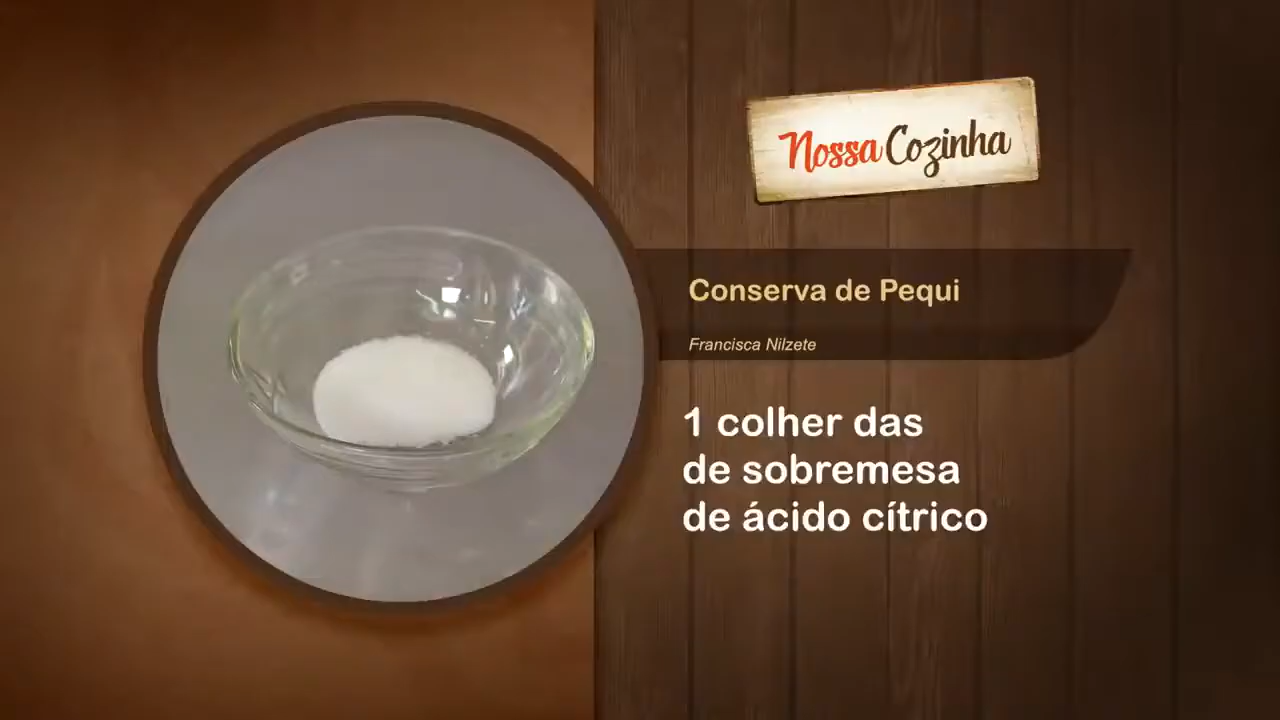 Nossa Cozinha
Conserva de Pequi
Francisca Nilzete
1 colher das
de sobremesa
de ácido cítrico